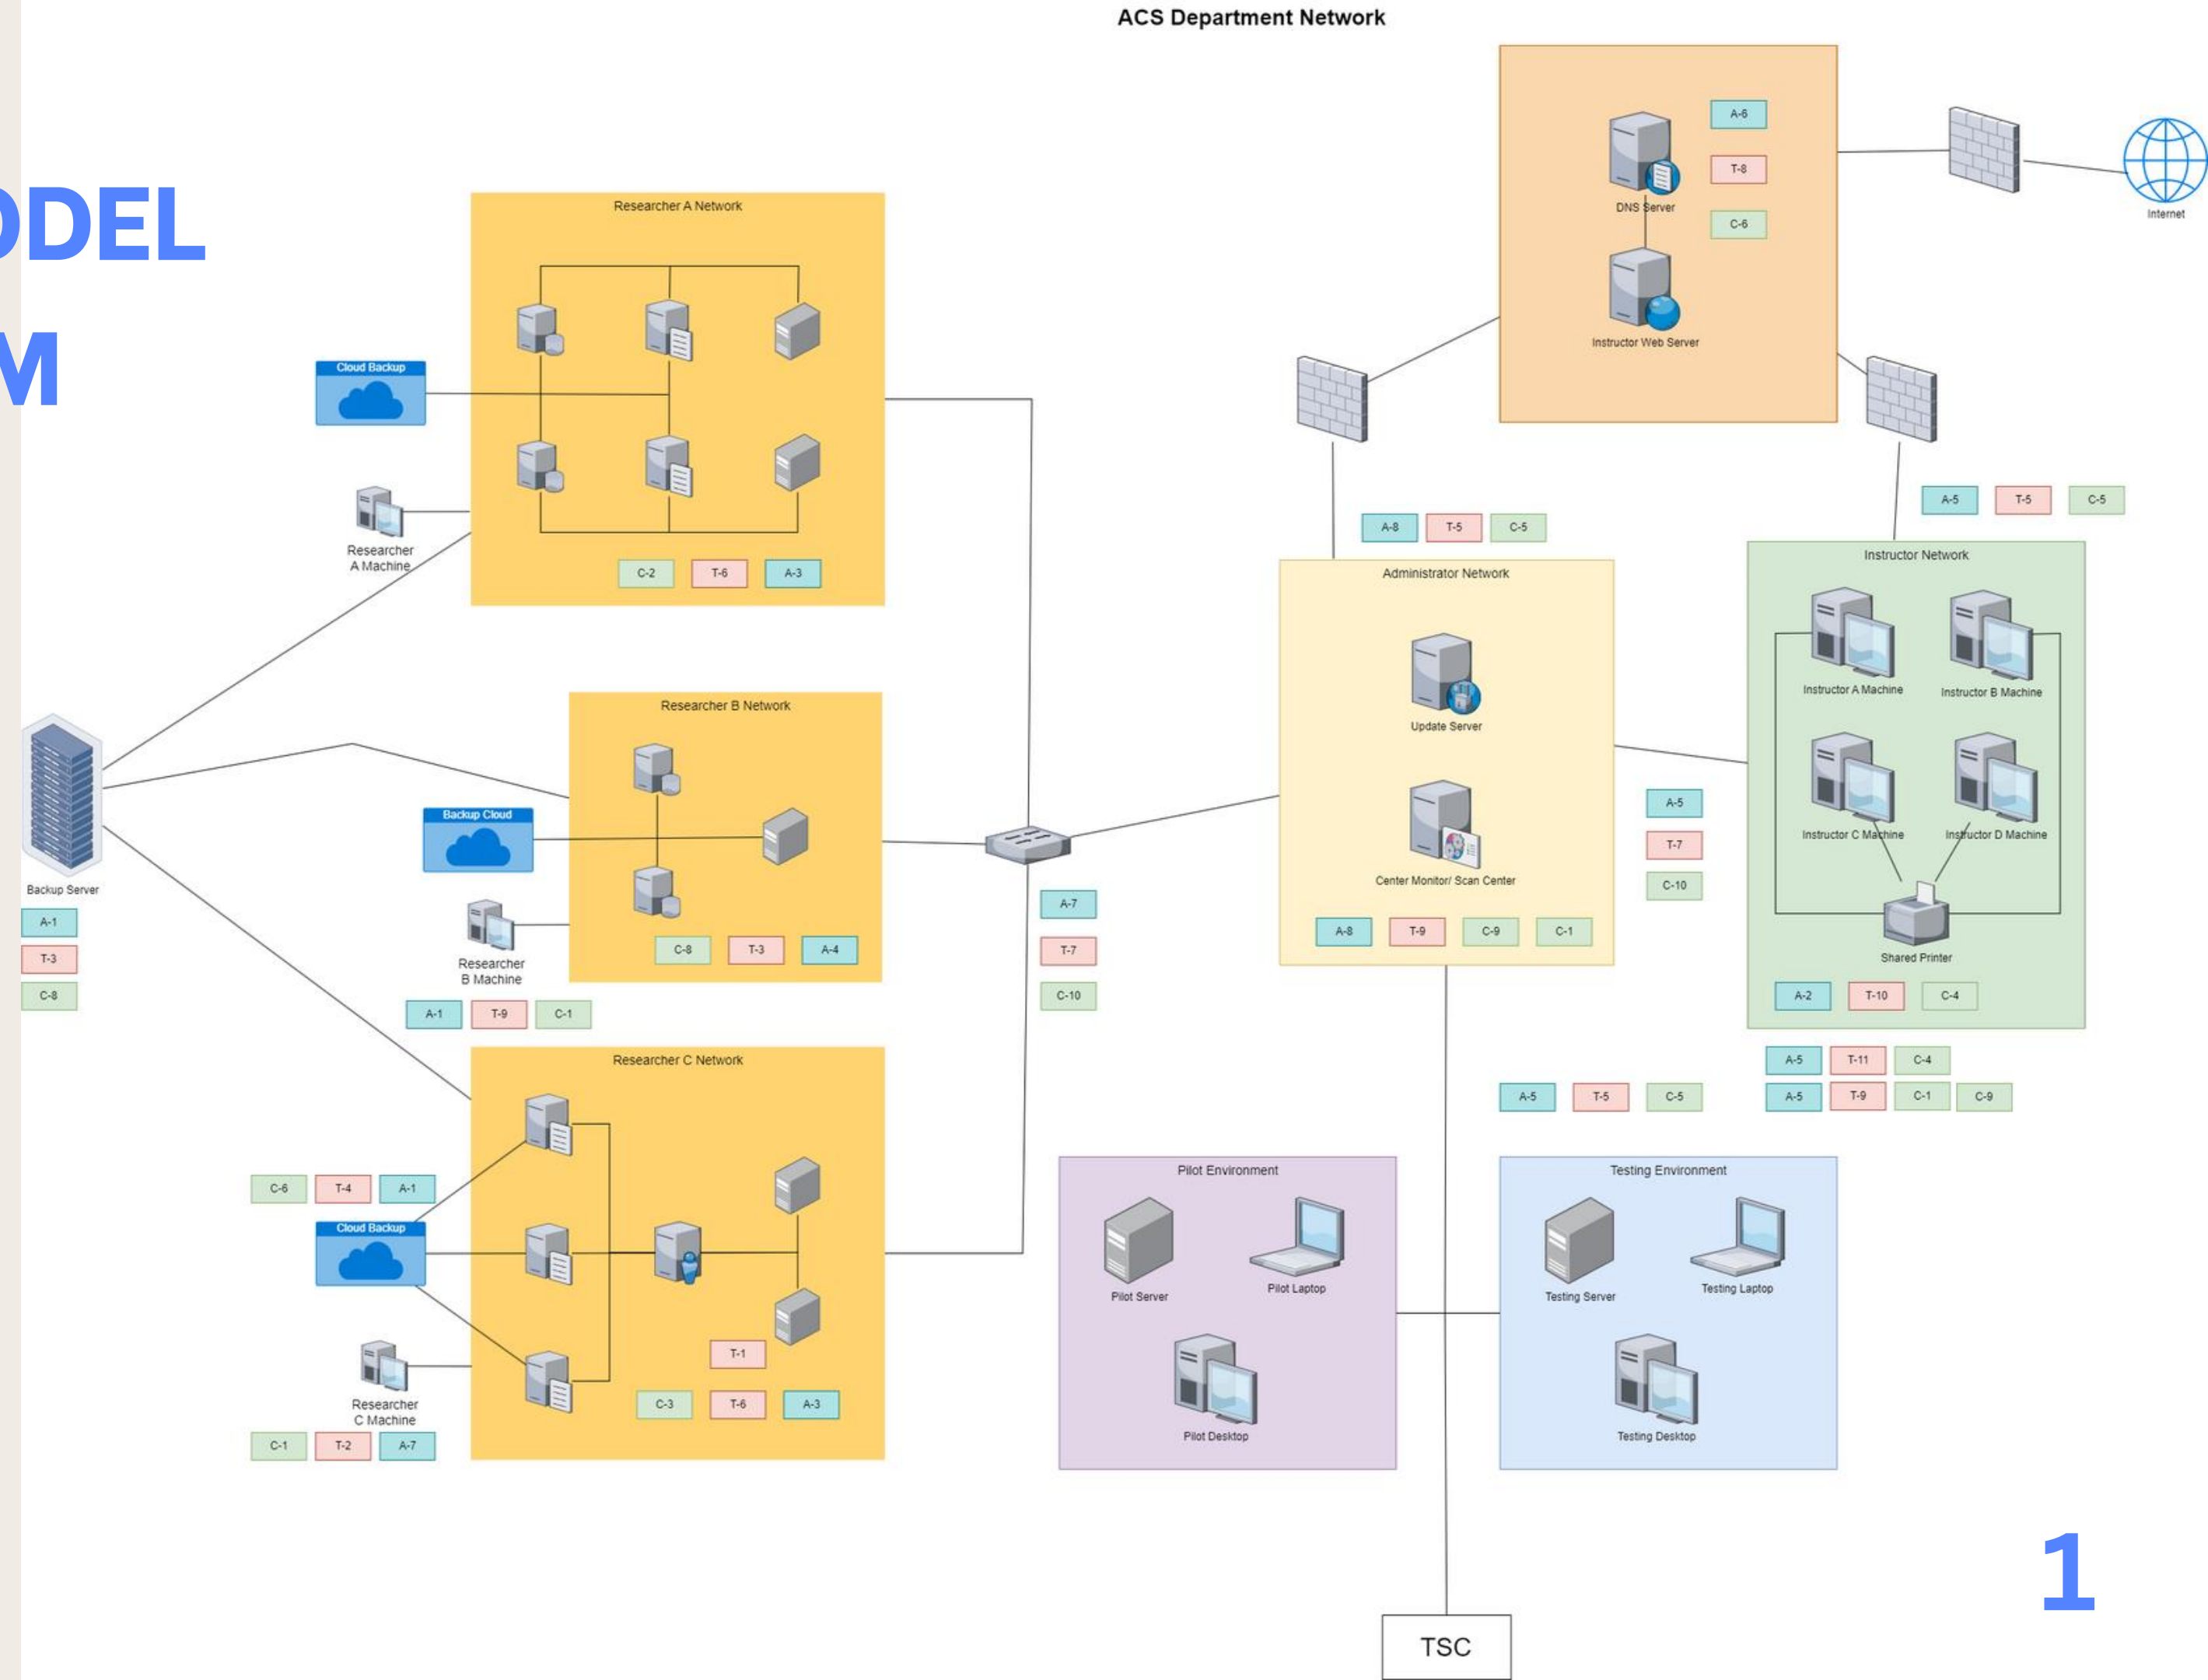 ACS Department Network
ODEL
M
A-6
T-8
C-6
DNS Server
Instructor Web Server
Internet
Researcher A Network
Cloud Backup
Researcher
A Machine
C-2 T-6 A-3
A-8 T-5 C-5
A-5 T-5 C-5
Administrator Network
Update Server
Center Monitor/ Scan Center
A-8 T-9 C-9 C-1
A-5
T-7
C-10
Instructor Network
Instructor A Machine
Instructor B Machine
Instructor C Machine
Instructor D Machine
Shared Printer
A-2 T-10 C-4
A-5 T-11 C-4
A-5 T-9 C-1 C-9
Researcher B Network
Backup Cloud
Researcher
B Machine
C-8 T-3 A-4
A-1 T-9 C-1
Backup Server
A-1
T-3
C-8
A-7
T-7
C-10
Researcher C Network
C-6 T-4 A-1
Cloud Backup
Researcher
C Machine
C-1 T-2 A-7
T-1
C-3 T-6 A-3
A-5 T-5 C-5
Pilot Environment
Pilot Server
Pilot Laptop
Pilot Desktop
Testing Environment
Testing Server
Testing Laptop
Testing Desktop
TSC
1